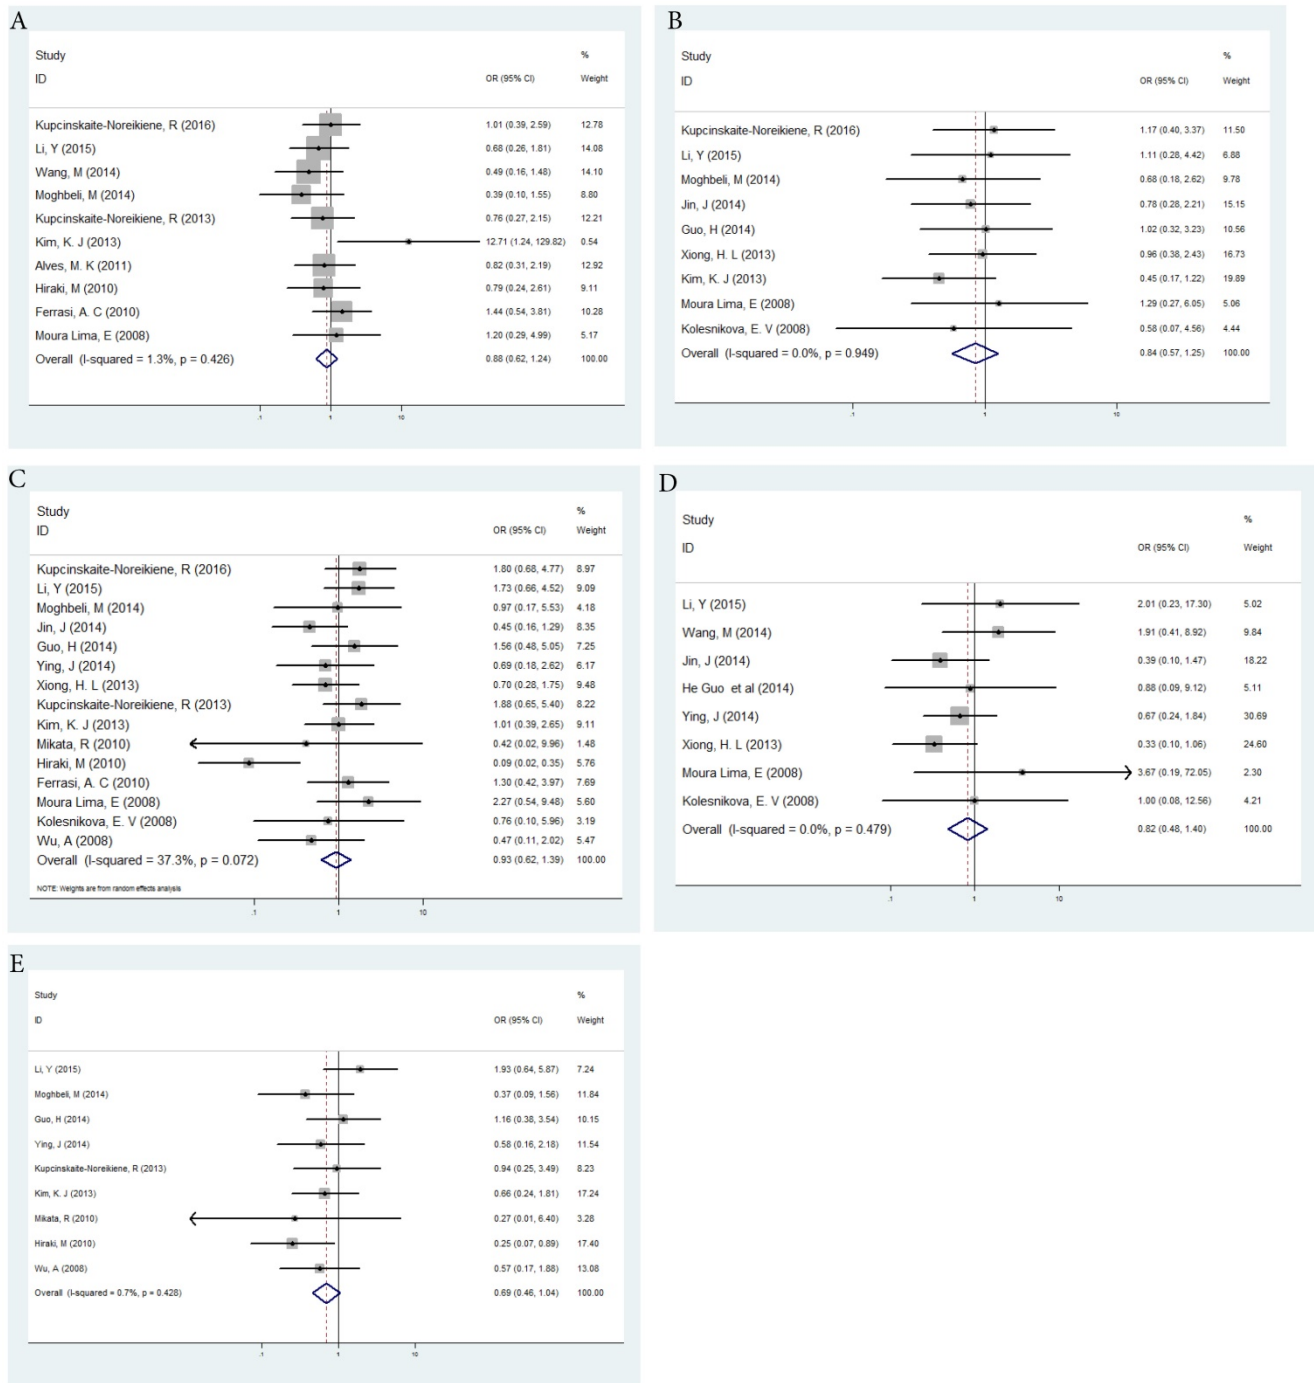 A
Study %
ID OR (95% CI) Weight
Kupcinskaite-Noreikiene, R (2016) 1.01 (0.39, 2.59) 12.78
Li, Y (2015) 0.68 (0.26, 1.81) 14.08
Wang, M (2014) 0.49 (0.16, 1.48) 14.10
Moghbeli, M (2014) 0.39 (0.10, 1.55) 8.80
Kupcinskaite-Noreikiene, R (2013) 0.76 (0.27, 2.15) 12.21
Kim, K. J (2013) 12.71 (1.24, 129.82) 0.54
Alves, M. K (2011) 0.82 (0.31, 2.19) 12.92
Hiraki, M (2010) 0.79 (0.24, 2.61) 9.11
Ferrasi, A. C (2010) 1.44 (0.54, 3.81) 10.28
Moura Lima, E (2008) 1.20 (0.29, 4.99) 5.17
Overall (I-squared = 1.3%, p = 0.426) 0.88 (0.62, 1.24) 100.00
.1 1 10
B
Study %
ID OR (95% CI) Weight
Kupcinskaite-Noreikiene, R (2016) 1.17 (0.40, 3.37) 11.50
Li, Y (2015) 1.11 (0.28, 4.42) 6.88
Moghbeli, M (2014) 0.68 (0.18, 2.62) 9.78
Jin, J (2014) 0.78 (0.28, 2.21) 15.15
Guo, H (2014) 1.02 (0.32, 3.23) 10.56
Xiong, H. L (2013) 0.96 (0.38, 2.43) 16.73
Kim, K. J (2013) 0.45 (0.17, 1.22) 19.89
Moura Lima, E (2008) 1.29 (0.27, 6.05) 5.06
Kolesnikova, E. V (2008) 0.58 (0.07, 4.56) 4.44
Overall (I-squared = 0.0%, p = 0.949) 0.84 (0.57, 1.25) 100.00
.1 1 10
C
Study %
ID OR (95% CI) Weight
Kupcinskaite-Noreikiene, R (2016) 1.80 (0.68, 4.77) 8.97
Li, Y (2015) 1.73 (0.66, 4.52) 9.09
Moghbeli, M (2014) 0.97 (0.17, 5.53) 4.18
Jin, J (2014) 0.45 (0.16, 1.29) 8.35
Guo, H (2014) 1.56 (0.48, 5.05) 7.25
Ying, J (2014) 0.69 (0.18, 2.62) 6.17
Xiong, H. L (2013) 0.70 (0.28, 1.75) 9.48
Kupcinskaite-Noreikiene, R (2013) 1.88 (0.65, 5.40) 8.22
Kim, K. J (2013) 1.01 (0.39, 2.65) 9.11
Mikata, R (2010) 0.42 (0.02, 9.96) 1.48
Hiraki, M (2010) 0.09 (0.02, 0.35) 5.76
Ferrasi, A. C (2010) 1.30 (0.42, 3.97) 7.69
Moura Lima, E (2008) 2.27 (0.54, 9.48) 5.60
Kolesnikova, E. V (2008) 0.76 (0.10, 5.96) 3.19
Wu, A (2008) 0.47 (0.11, 2.02) 5.47
Overall (I-squared = 37.3%, p = 0.072) 0.93 (0.62, 1.39) 100.00
NOTE: Weights are from random effects analysis
.1 1 10
D
Study %
ID OR (95% CI) Weight
Li, Y (2015) 2.01 (0.23, 17.30) 5.02
Wang, M (2014) 1.91 (0.41, 8.92) 9.84
Jin, J (2014) 0.39 (0.10, 1.47) 18.22
He Guo et al (2014) 0.88 (0.09, 9.12) 5.11
Ying, J (2014) 0.67 (0.24, 1.84) 30.69
Xiong, H. L (2013) 0.33 (0.10, 1.06) 24.60
Moura Lima, E (2008) 3.67 (0.19, 72.05) 2.30
Kolesnikova, E. V (2008) 1.00 (0.08, 12.56) 4.21
Overall (I-squared = 0.0%, p = 0.479) 0.82 (0.48, 1.40) 100.00
.1 1 10
E
Study %
ID OR (95% CI) Weight
Li, Y (2015) 1.93 (0.64, 5.87) 7.24
Moghbeli, M (2014) 0.37 (0.09, 1.56) 11.84
Guo, H (2014) 1.16 (0.38, 3.54) 10.15
Ying, J (2014) 0.58 (0.16, 2.18) 11.54
Kupcinskaite-Noreikiene, R (2013) 0.94 (0.25, 3.49) 8.23
Kim, K. J (2013) 0.66 (0.24, 1.81) 17.24
Mikata, R (2010) 0.27 (0.01, 6.40) 3.28
Hiraki, M (2010) 0.25 (0.07, 0.89) 17.40
Wu, A (2008) 0.57 (0.17, 1.88) 13.08
Overall (I-squared = 0.7%, p = 0.428) 0.69 (0.46, 1.04) 100.00
.1 1 10